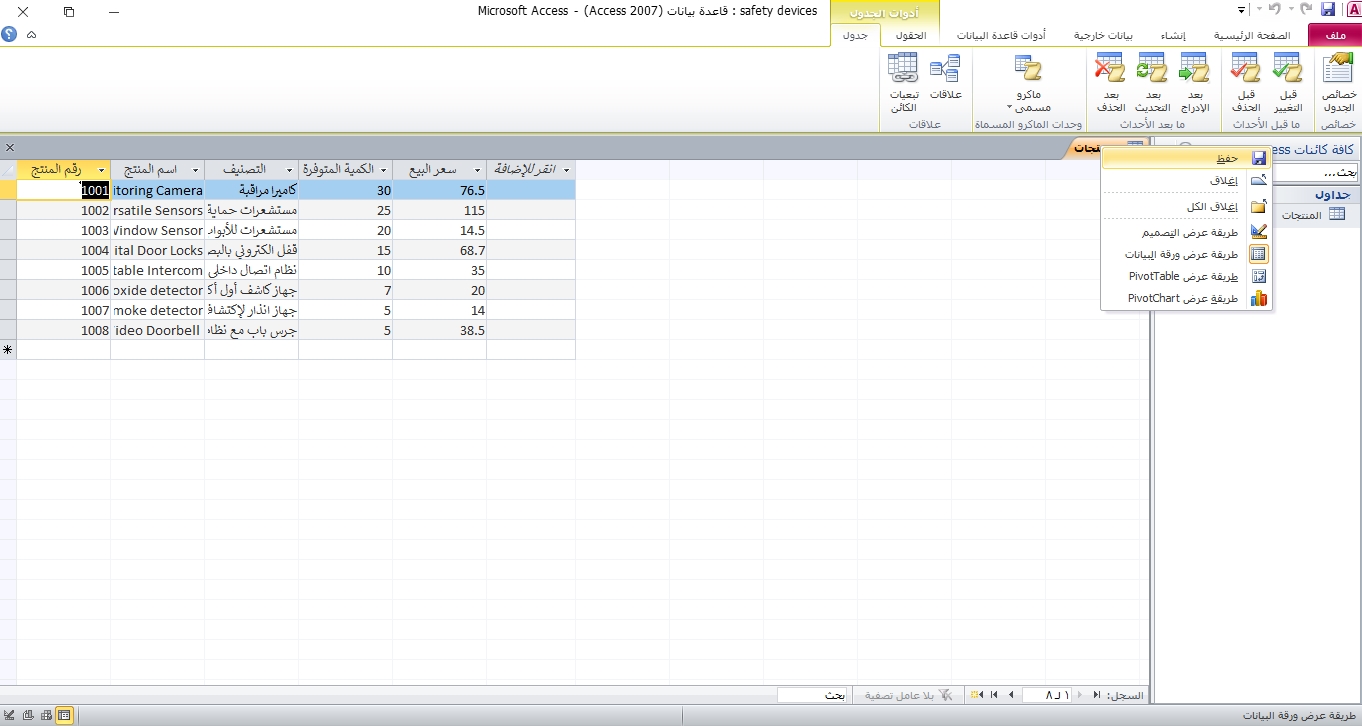 safety devices : قاعدة بيانات (Access 2007) - Microsoft Access
أدوات الجدول
ملف
الصفحة الرئيسية
إنشاء
بيانات خارجية
أدوات قاعدة البيانات
الحقول
جدول
خصائص الجدول
قبل التغيير
قبل الحذف
بعد الإدراج
بعد التحديث
بعد الحذف
ماكرو مسمى
علاقات
تبعيات الكائن
خصائص
ما قبل الأحداث
ما بعد الأحداث
وحدات الماكرو المسماة
علاقات
كافة كائنات
بحث...
جداول
المنتجات
حفظ
إغلاق
إغلاق الكل
طريقة عرض التصميم
طريقة عرض ورقة البيانات
طريقة عرض PivotTable
طريقة عرض PivotChart
رقم المنتج اسم المنتج التصنيف الكمية المتوفرة سعر البيع انقر للإضافة
1001 itoring Camera كاميرا مراقبة 30 76.5
1002 rsatile Sensors مستشعرات حماية 25 115
1003 Window Sensor مستشعرات للأبواب 20 14.5
1004 ital Door Locks قفل الكتروني بالبص 15 68.7
1005 table Intercom نظام اتصال داخلي 10 35
1006 oxide detector جهاز كاشف أول أك 7 20
1007 moke detector جهاز انذار لإكتشاف 5 14
1008 ideo Doorbell جرس باب مع نظام 5 38.5
السجل: ١ لـ ٨
بلا عامل تصفية
بحث
طريقة عرض ورقة البيانات